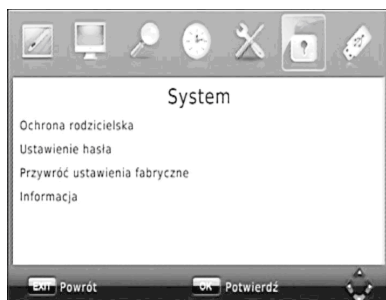 System
Ochrona rodzicielska
Ustawienie hasła
Przywróć ustawienia fabryczne
Informacja
EXIT Powrót OK Potwierdź